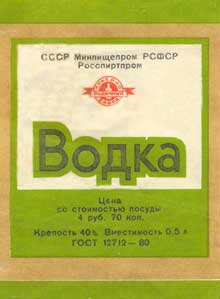 СССР Минпищепром РСФСР
Росспиртпром
Водка
Цена
со стоимостью посуды
4 руб. 70 коп.
Крепость 40% Вместимость 0,5 л
ГОСТ 12712—80